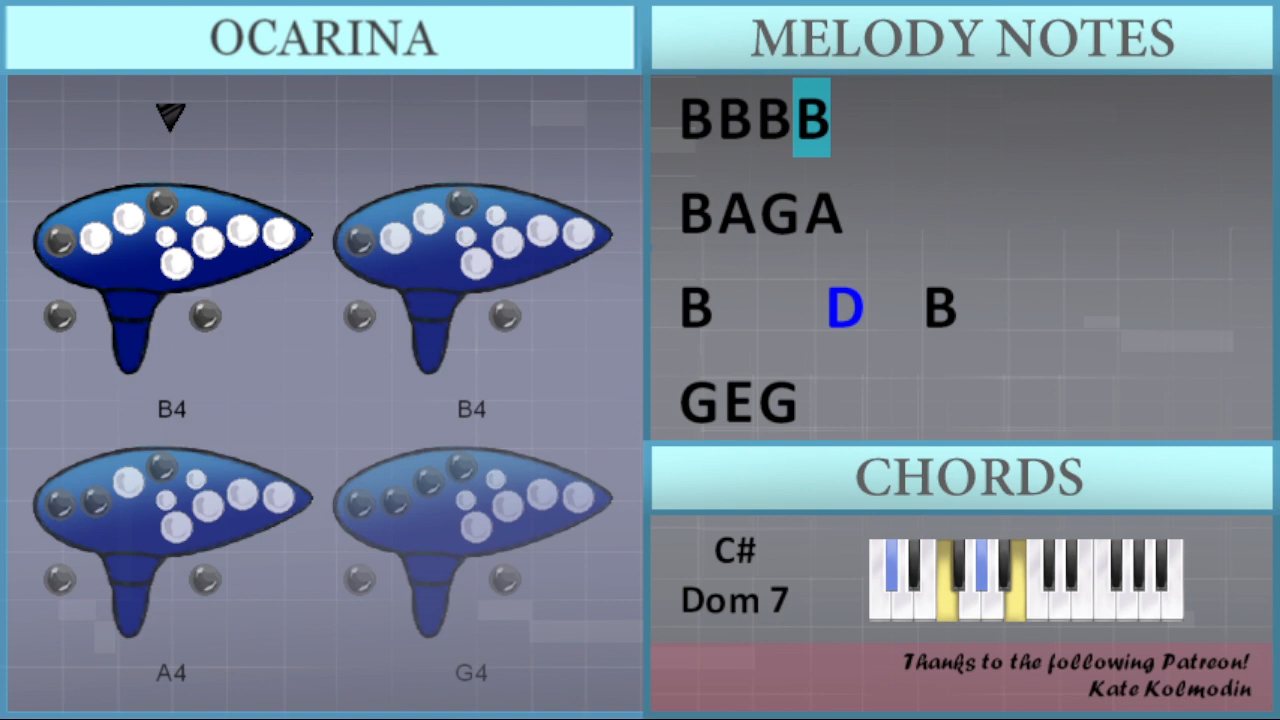 OCARINA
B4
B4
A4
G4
MELODY NOTES
BBBB
BAGA
B D B
GEG
CHORDS
C#
Dom 7
Thanks to the following Patreon!
Kate Kolmodin